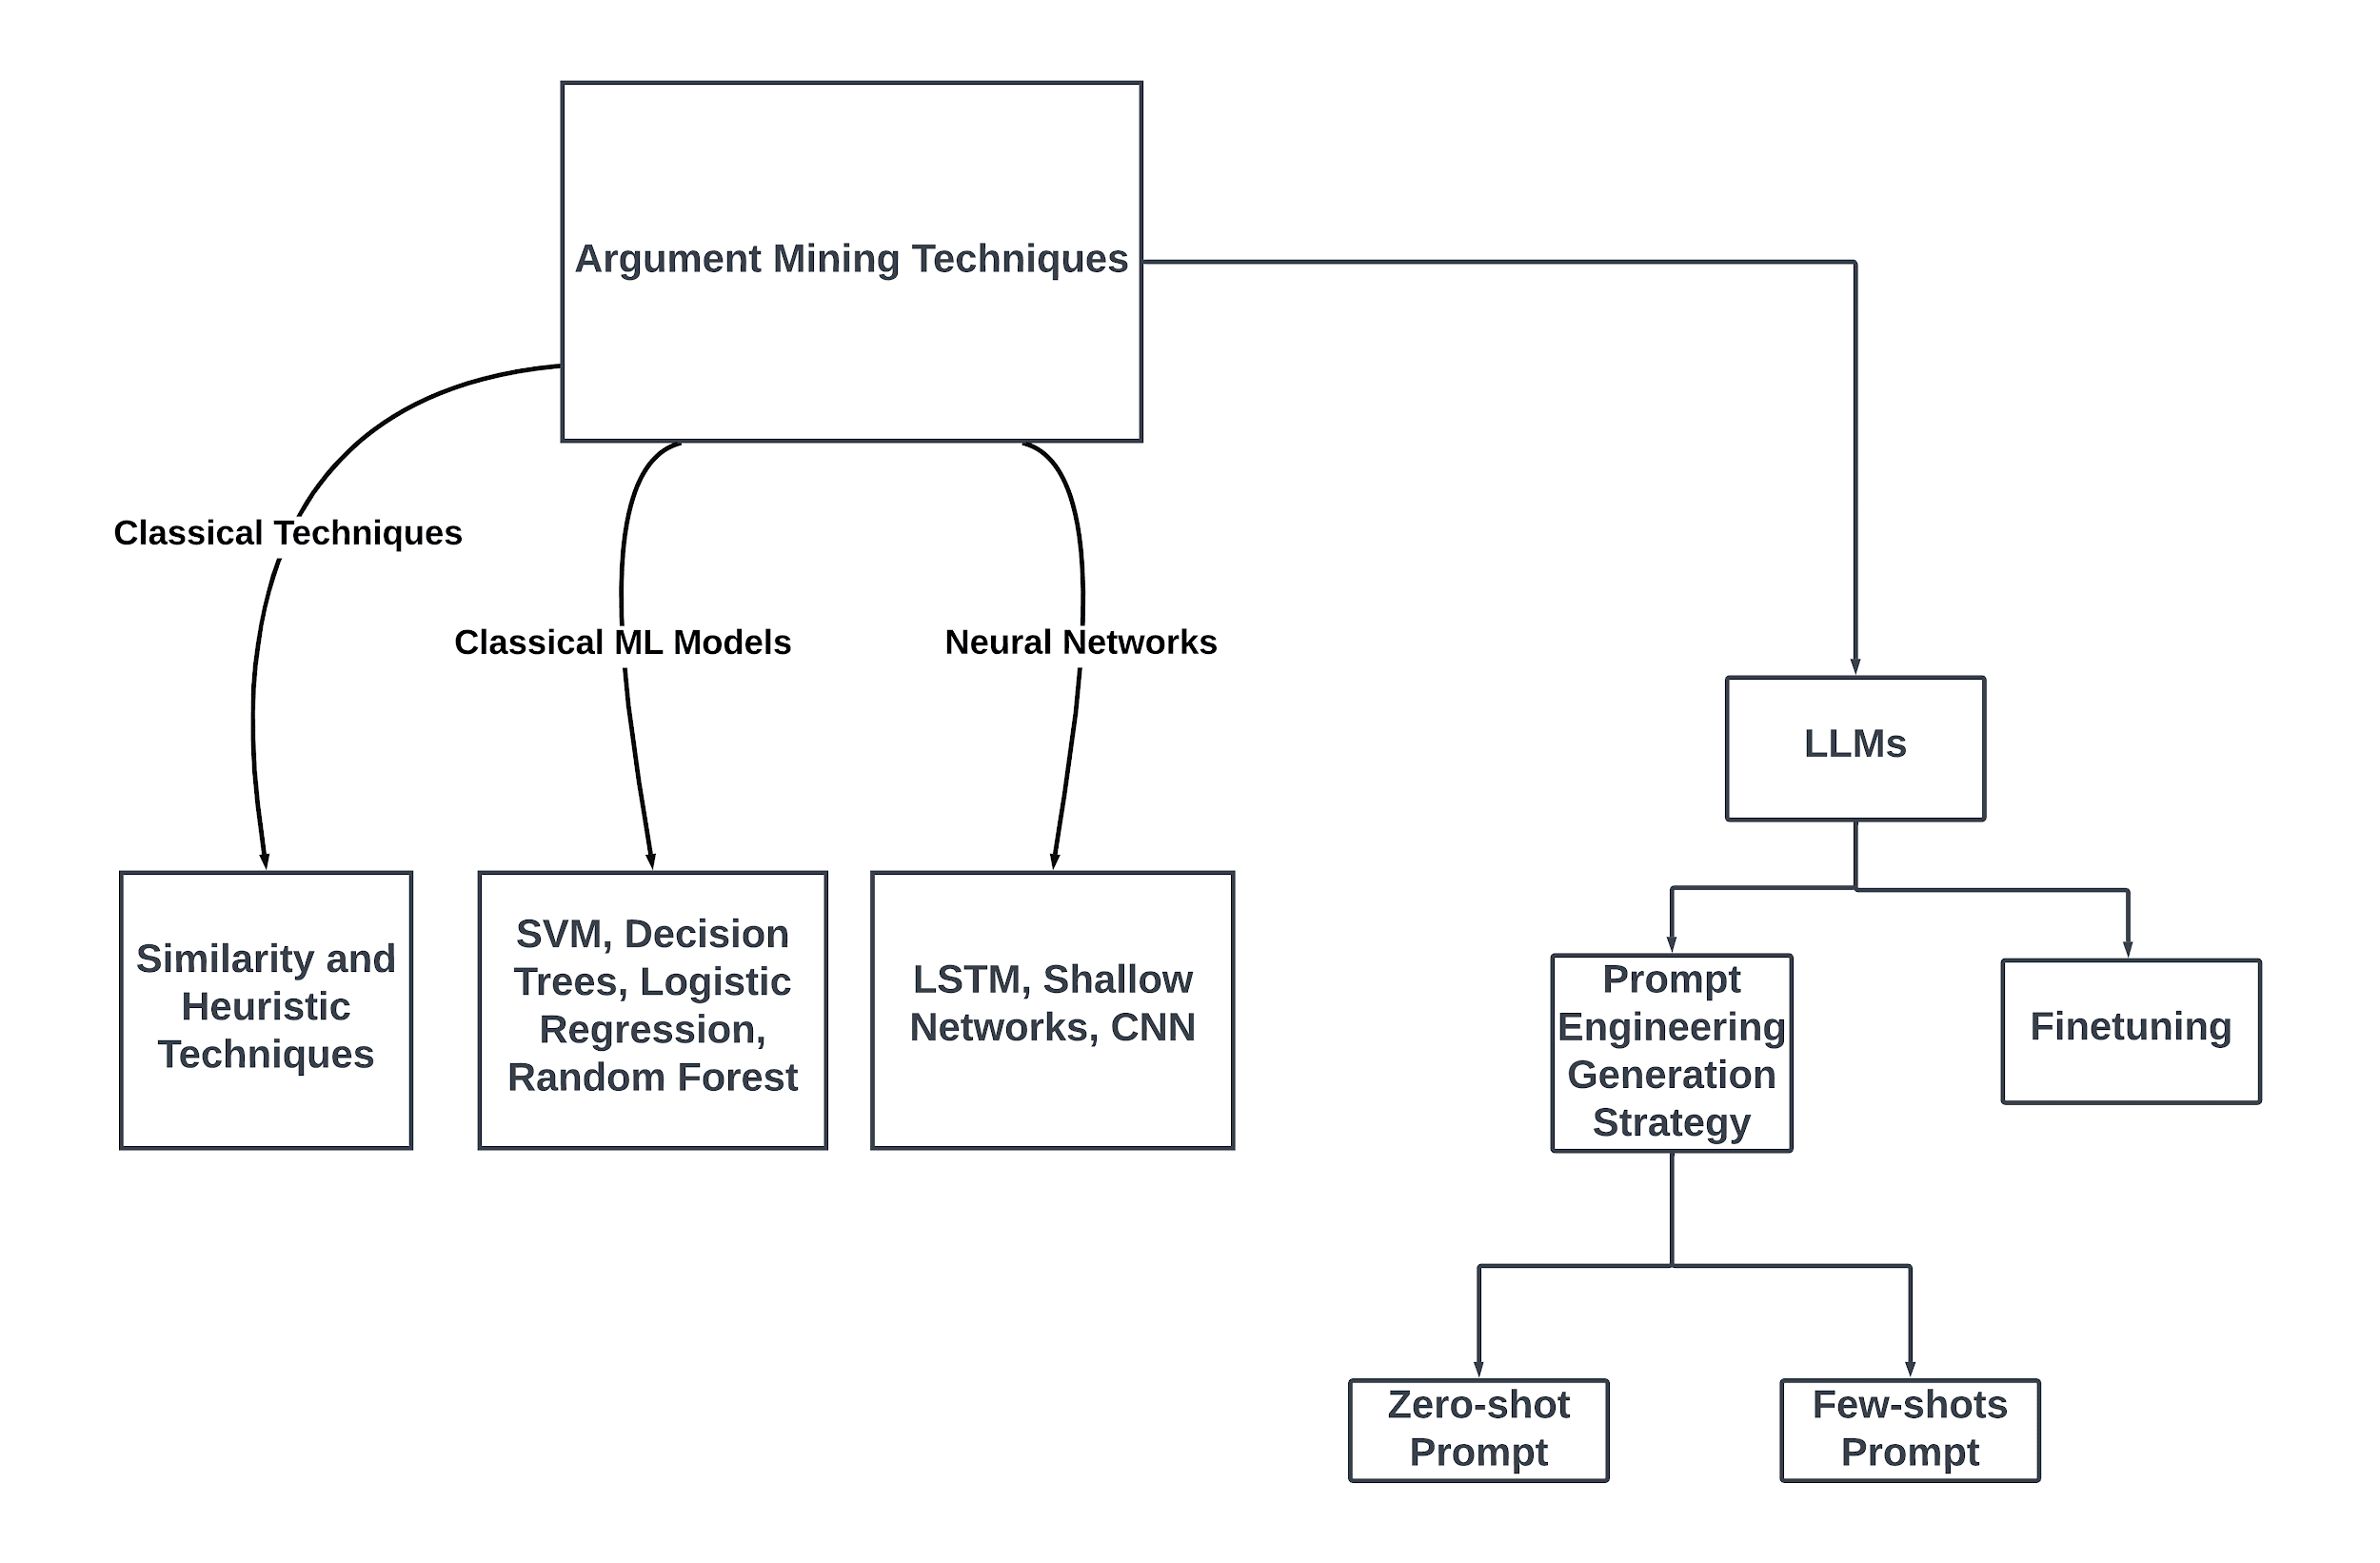 Argument Mining Techniques
Classical Techniques
Classical ML Models
Neural Networks
LLMs
Similarity and
Heuristic
Techniques
SVM, Decision
Trees, Logistic
Regression,
Random Forest
LSTM, Shallow
Networks, CNN
Prompt
Engineering
Generation
Strategy
Finetuning
Zero-shot
Prompt
Few-shots
Prompt